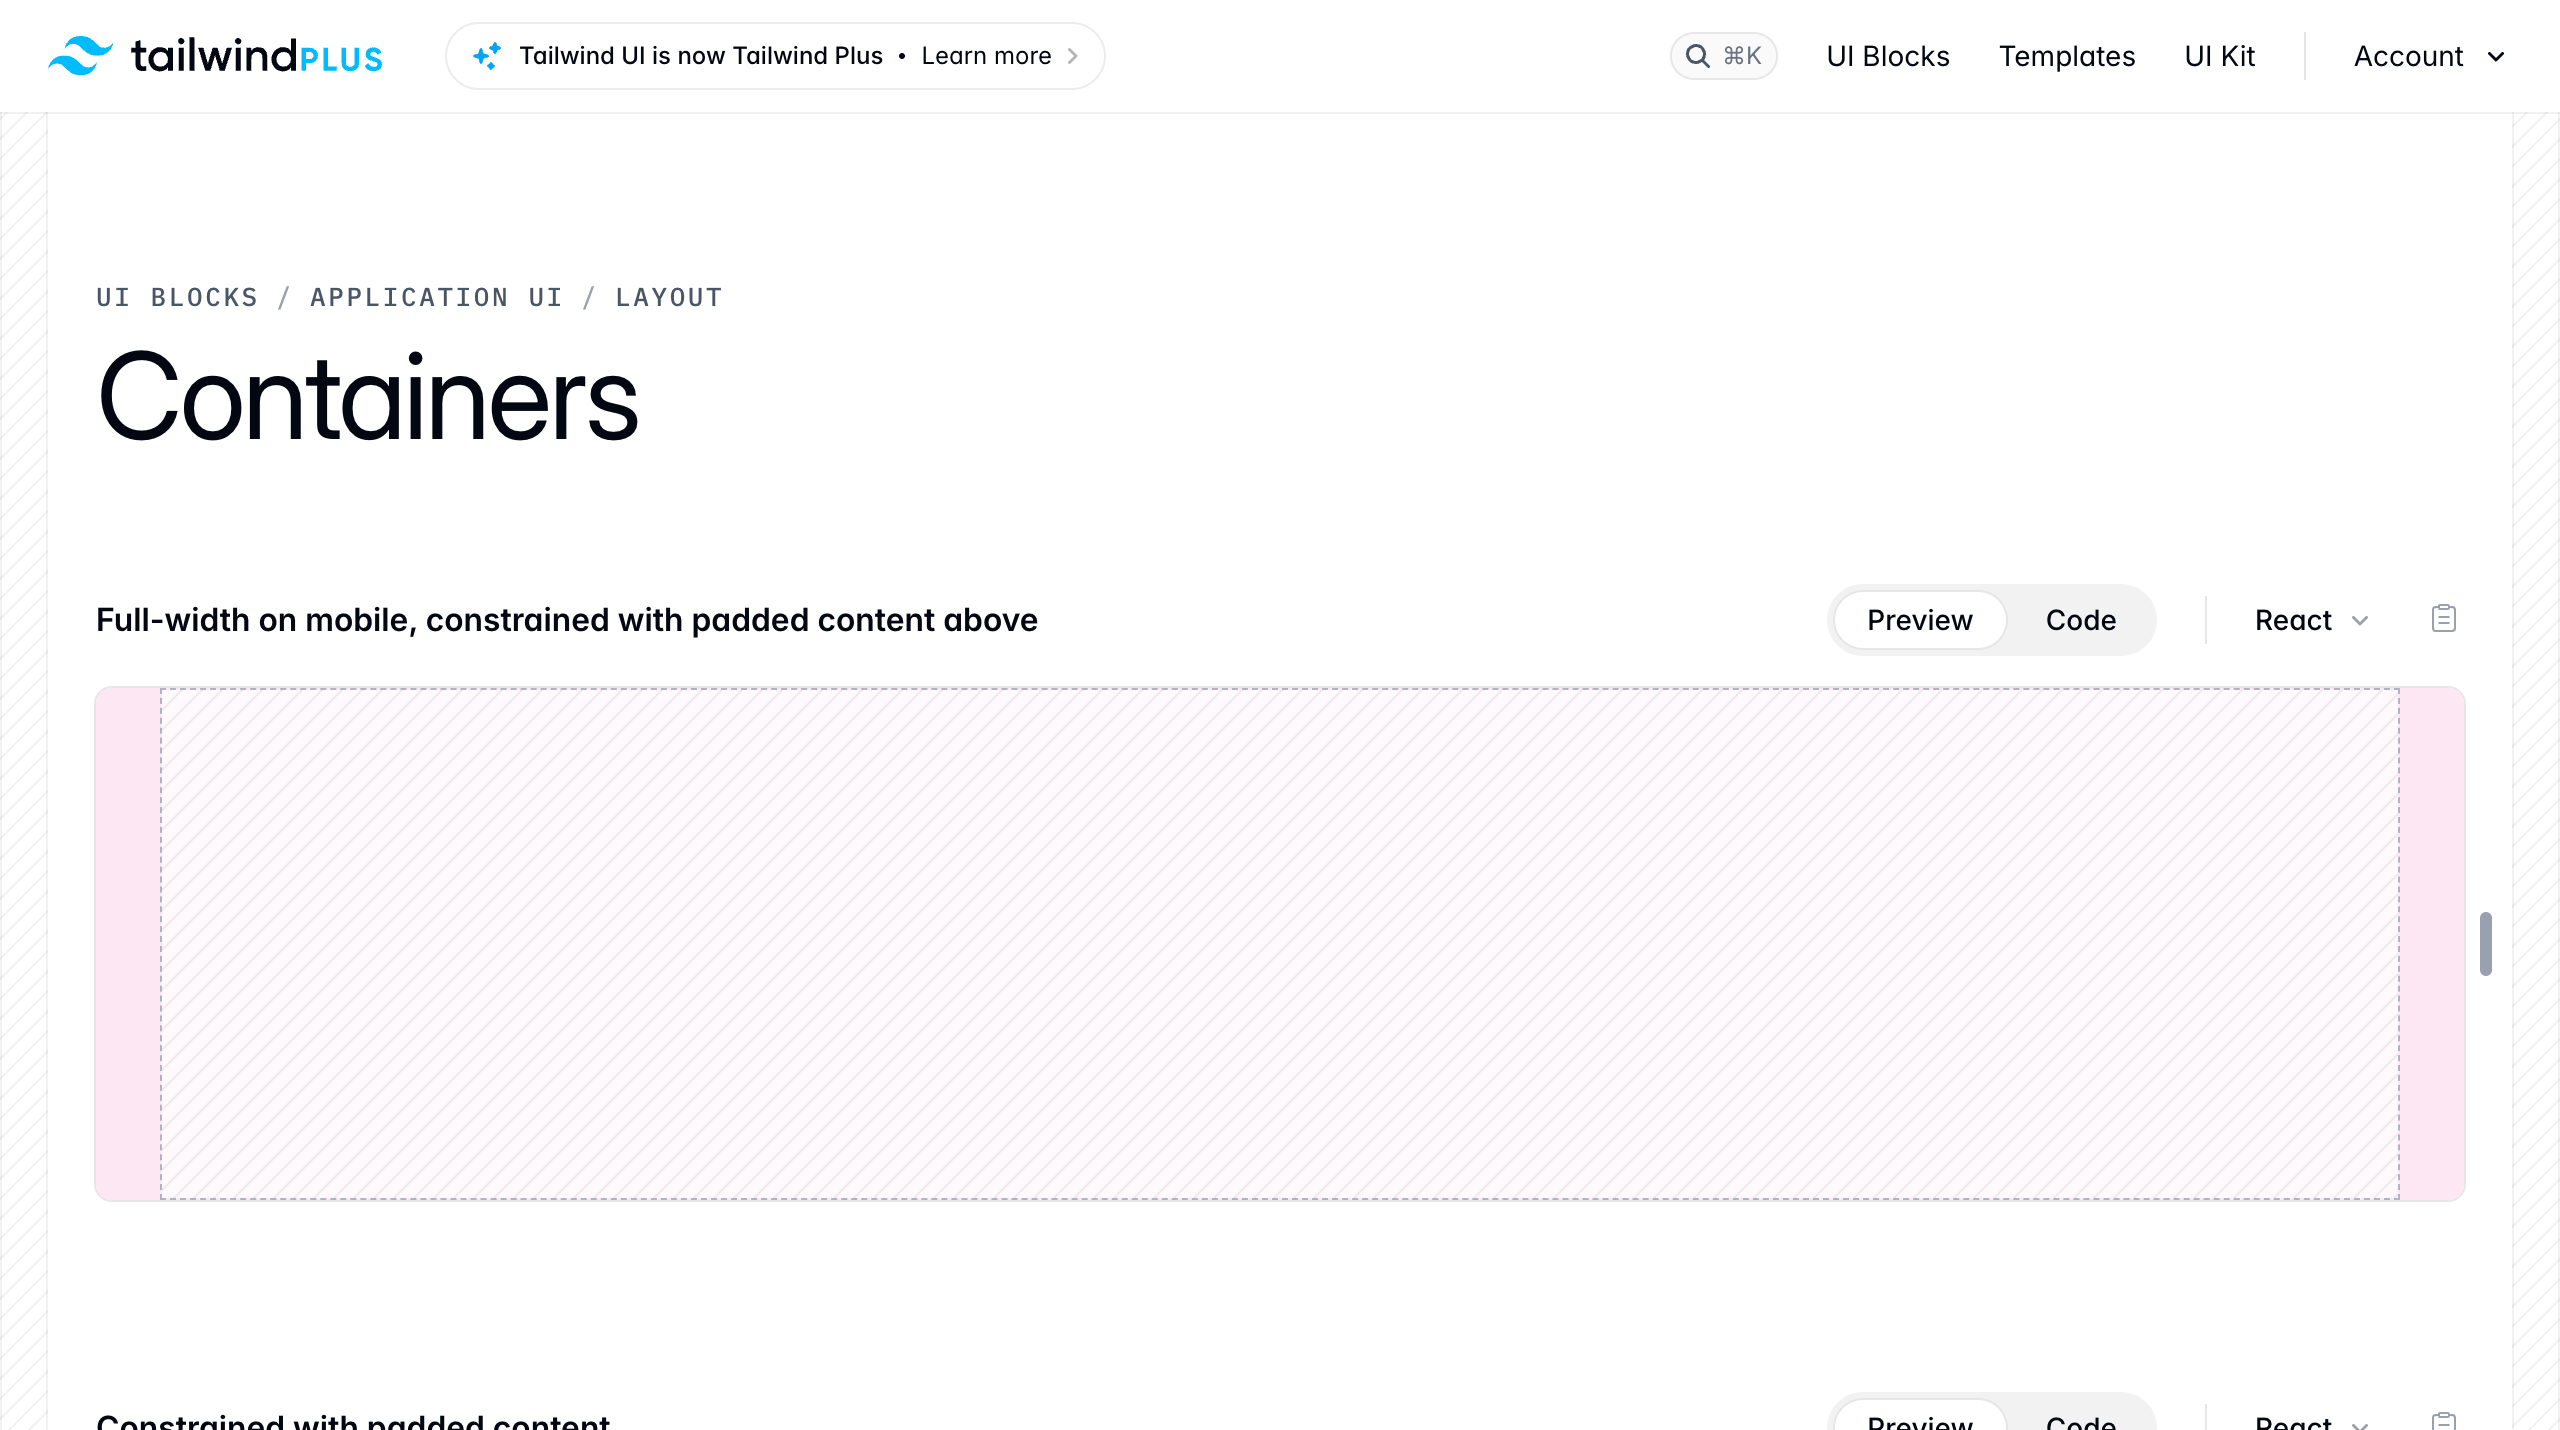 tailwindPLUS
Tailwind UI is now Tailwind Plus • Learn more
⌘K
UI Blocks
Templates
UI Kit
Account
UI BLOCKS / APPLICATION UI / LAYOUT
Containers
Full-width on mobile, constrained with padded content above
Preview
Code
React
Constrained with padded content
Preview
Code
React